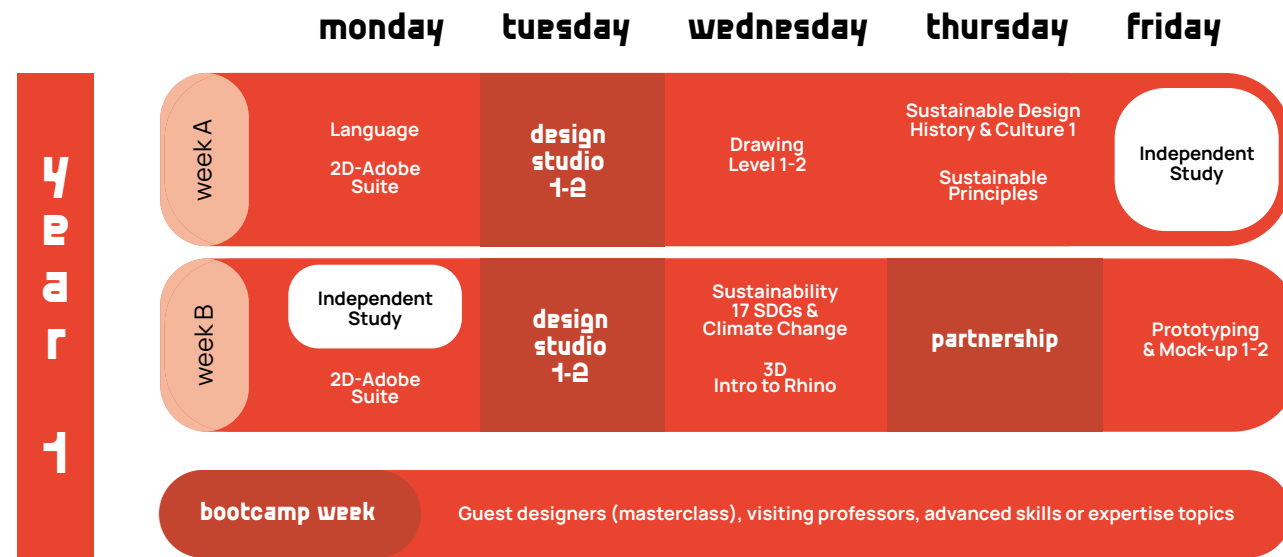 monday tuesday wednesday thursday friday
year 1
week A
Language
2D-Adobe
Suite
design
studio
1-2
Drawing
Level 1-2
Sustainable Design
History & Culture 1
Sustainable
Principles
Independent
Study
week B
Independent
Study
2D-Adobe
Suite
design
studio
1-2
Sustainability
17 SDGs &
Climate Change
3D
Intro to Rhino
partnership
Prototyping
& Mock-up 1-2
bootcamp week
Guest designers (masterclass), visiting professors, advanced skills or expertise topics